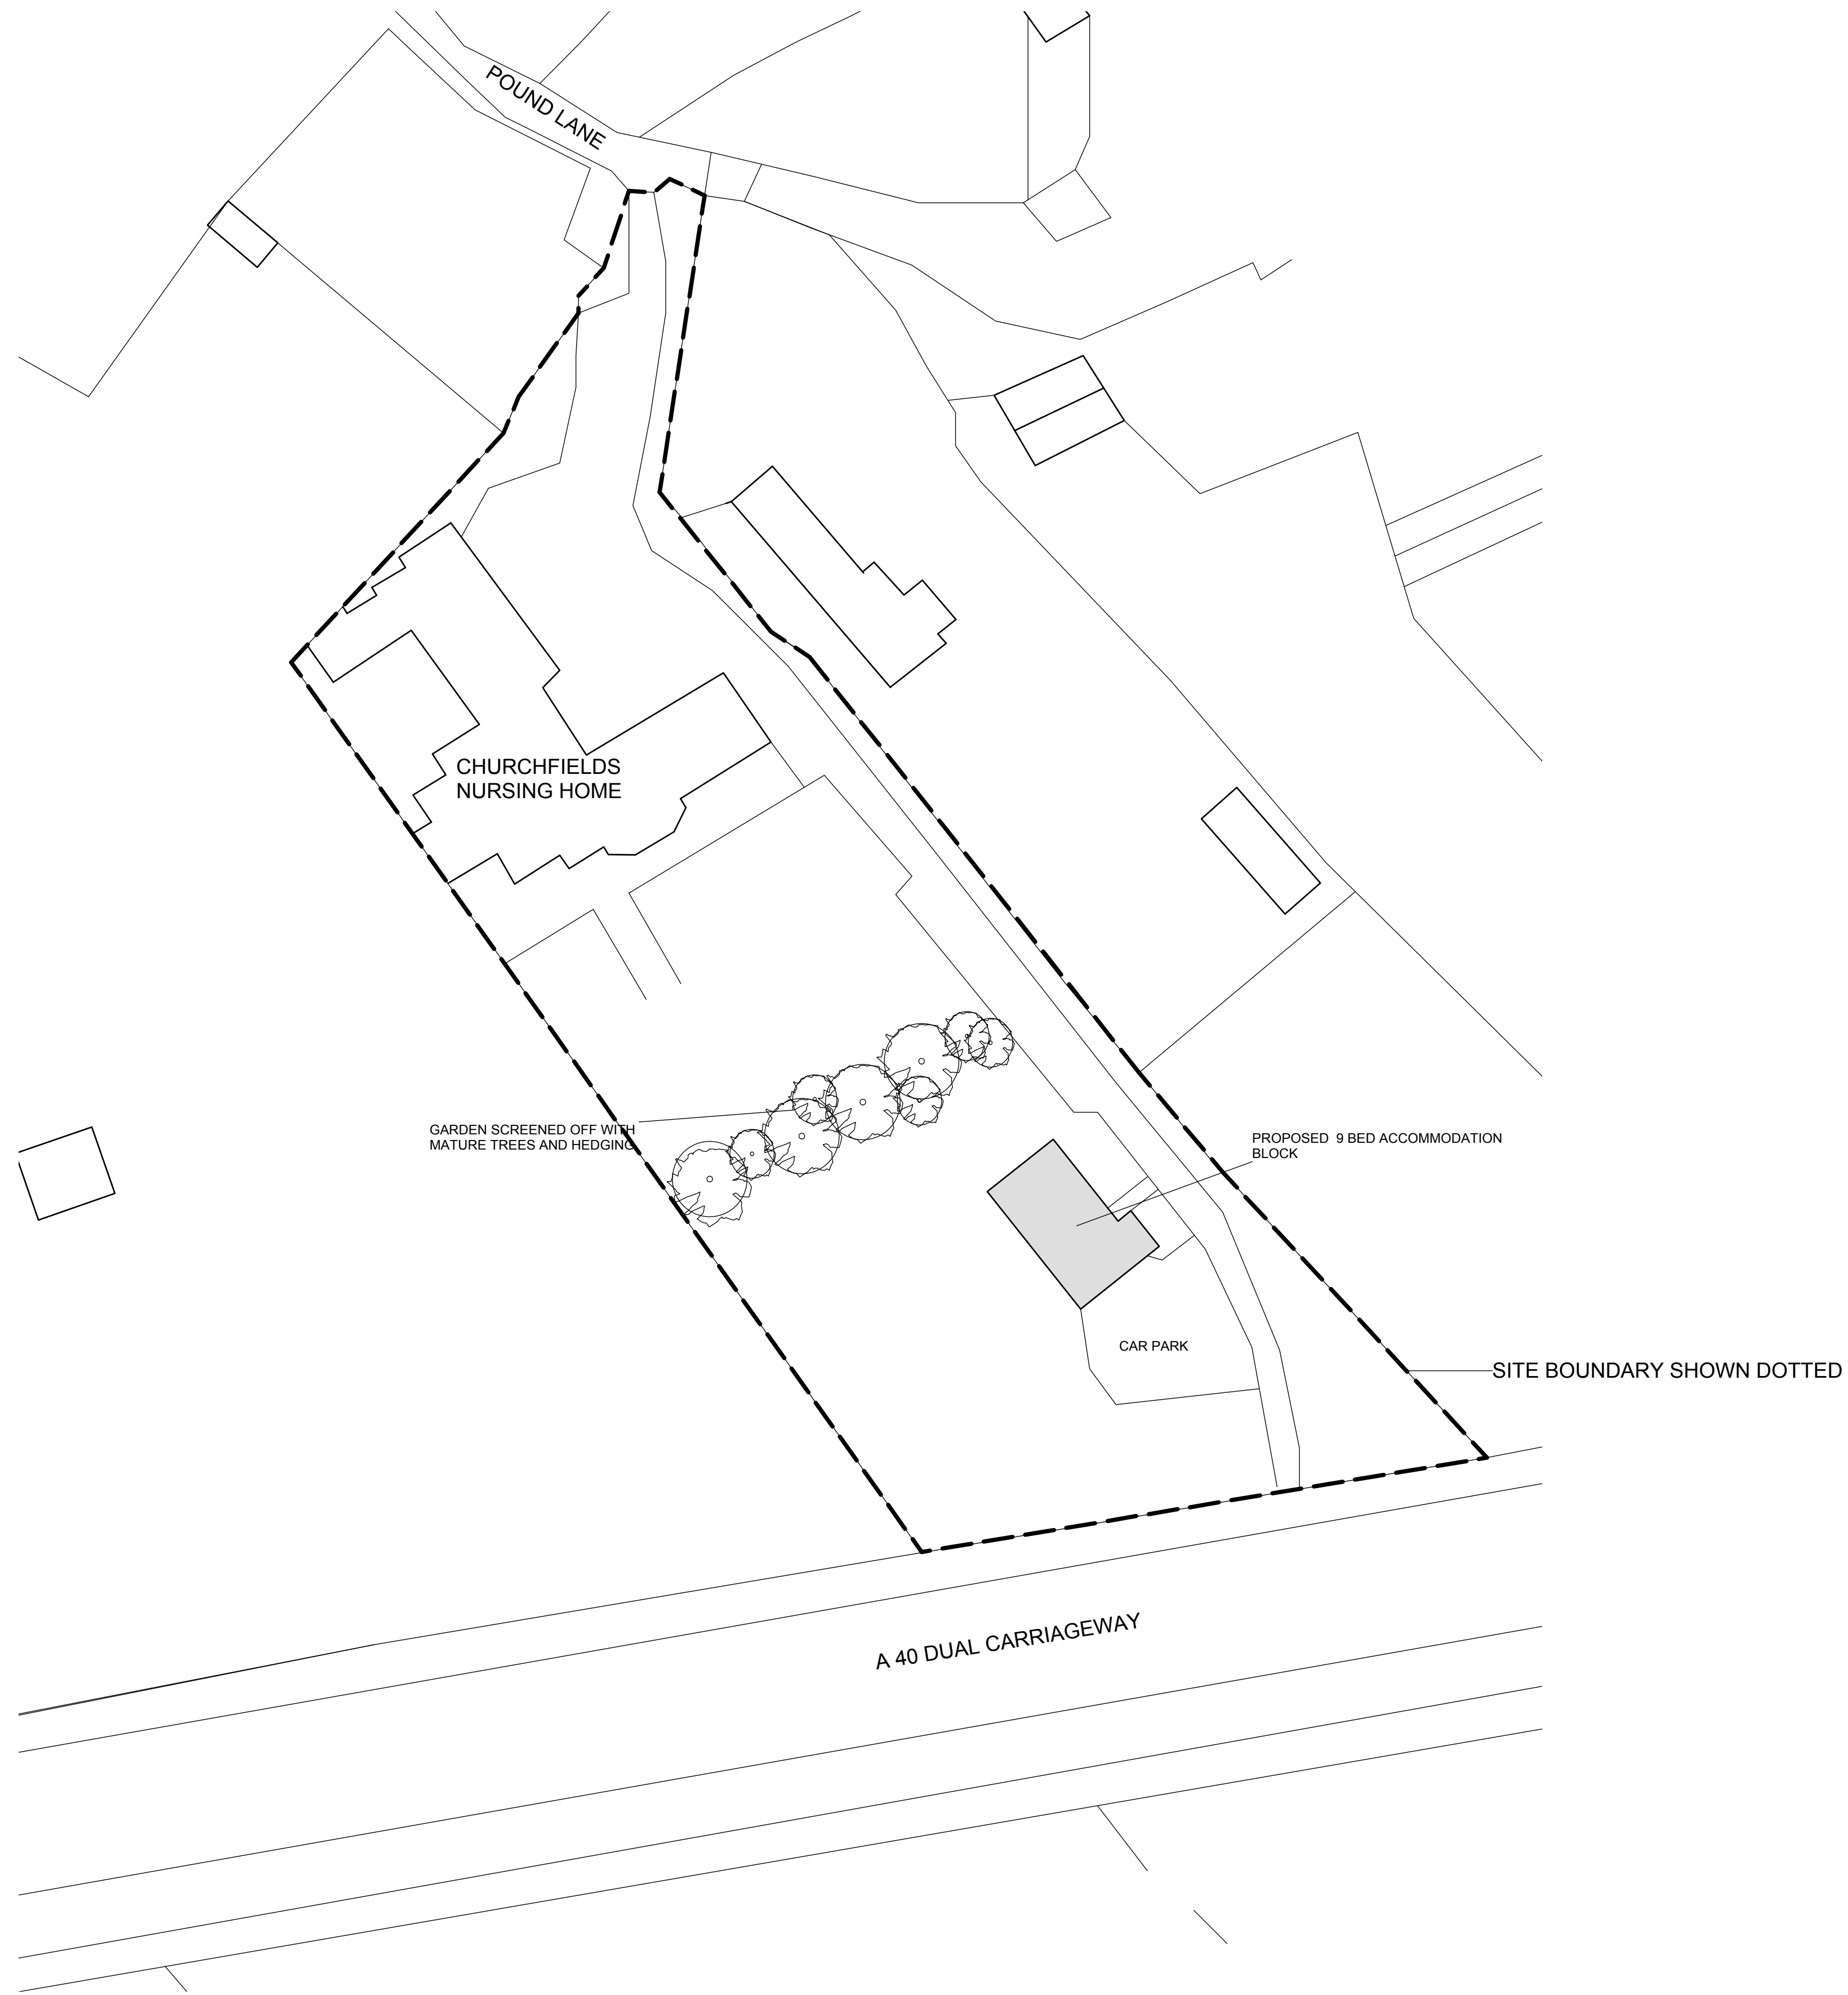 POUND LANE
CHURCHFIELDS
NURSING HOME
GARDEN SCREENED OFF WITH
MATURE TREES AND HEDGING
PROPOSED 9 BED ACCOMMODATION
BLOCK
CAR PARK
SITE BOUNDARY SHOWN DOTTED
A 40 DUAL CARRIAGEWAY